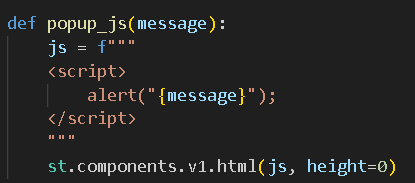 def popup_js(message):
    js = f"""
    <script>
        alert("{message}");
    </script>
    """
    st.components.v1.html(js, height=0)